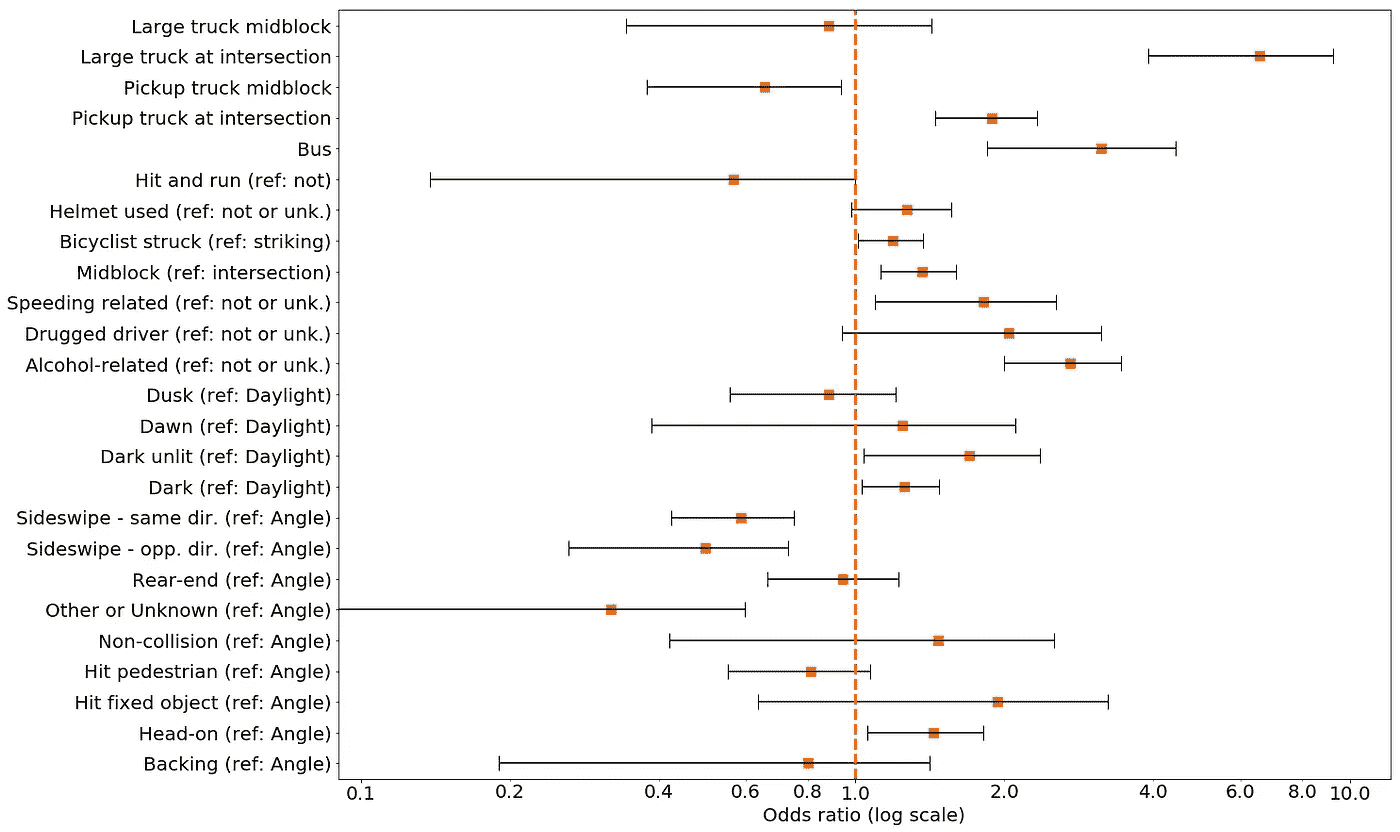 Large truck midblock
Large truck at intersection
Pickup truck midblock
Pickup truck at intersection
Bus
Hit and run (ref: not)
Helmet used (ref: not or unk.)
Bicyclist struck (ref: striking)
Midblock (ref: intersection)
Speeding related (ref: not or unk.)
Drugged driver (ref: not or unk.)
Alcohol-related (ref: not or unk.)
Dusk (ref: Daylight)
Dawn (ref: Daylight)
Dark unlit (ref: Daylight)
Dark (ref: Daylight)
Sideswipe - same dir. (ref: Angle)
Sideswipe - opp. dir. (ref: Angle)
Rear-end (ref: Angle)
Other or Unknown (ref: Angle)
Non-collision (ref: Angle)
Hit pedestrian (ref: Angle)
Hit fixed object (ref: Angle)
Head-on (ref: Angle)
Backing (ref: Angle)
0.1 0.2 0.4 0.6 0.8 1.0 2.0 4.0 6.0 8.0 10.0
Odds ratio (log scale)